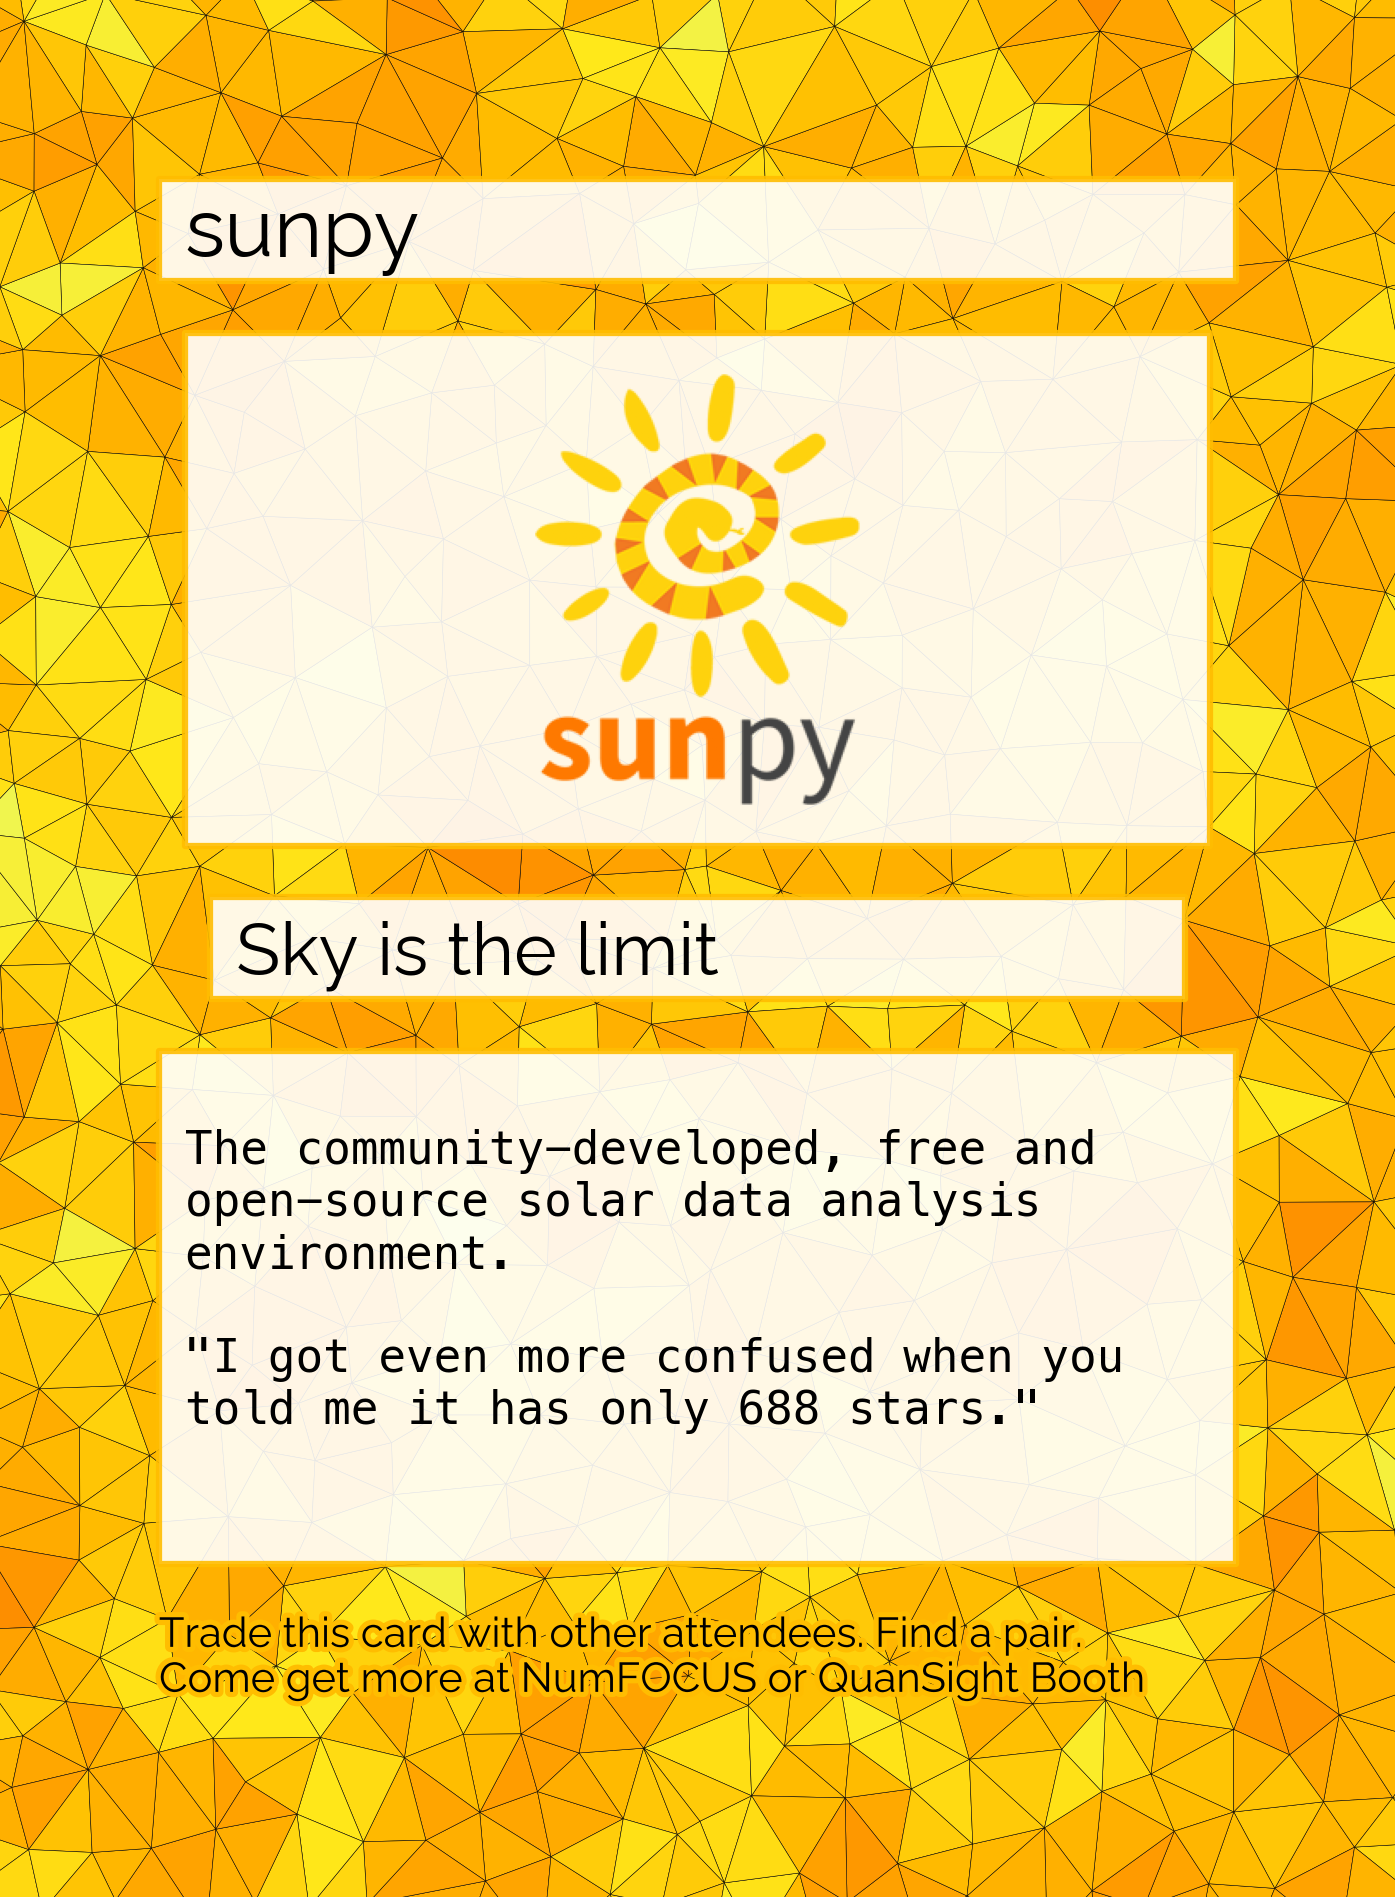 sunpy
sunpy
Sky is the limit
The community-developed, free and
open-source solar data analysis
environment.
"I got even more confused when you
told me it has only 688 stars."
Trade this card with other attendees. Find a pair.
Come get more at NumFOCUS or QuanSight Booth